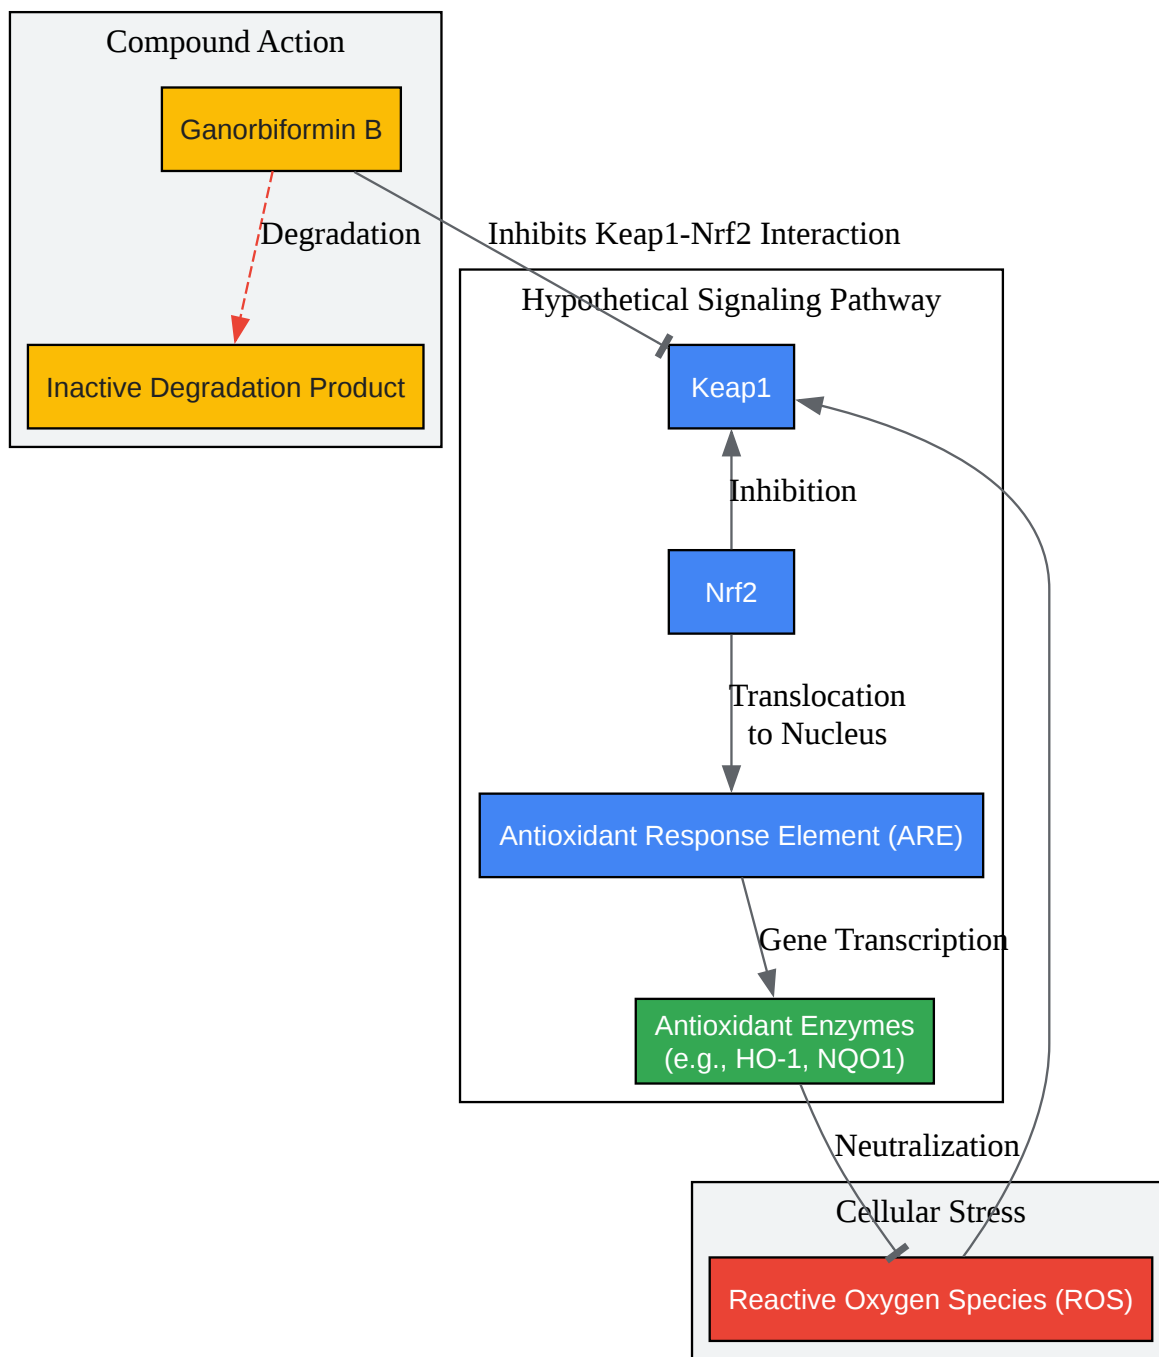 Compound Action
Ganorbiformin B
Degradation
Inhibits Keap1-Nrf2 Interaction
Hypothetical Signaling Pathway
Inactive Degradation Product
Keap1
Inhibition
Nrf2
Translocation
to Nucleus
Antioxidant Response Element (ARE)
Gene Transcription
Antioxidant Enzymes
(e.g., HO-1, NQO1)
Neutralization
Cellular Stress
Reactive Oxygen Species (ROS)